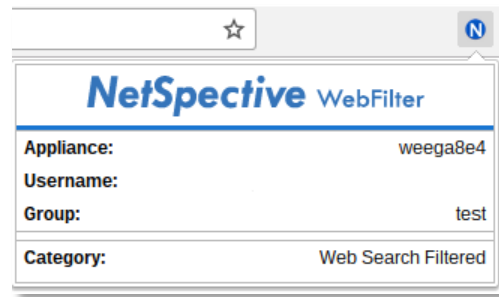 N
NetSpective WebFilter
Appliance: weega8e4
Username:
Group: test
Category: Web Search Filtered